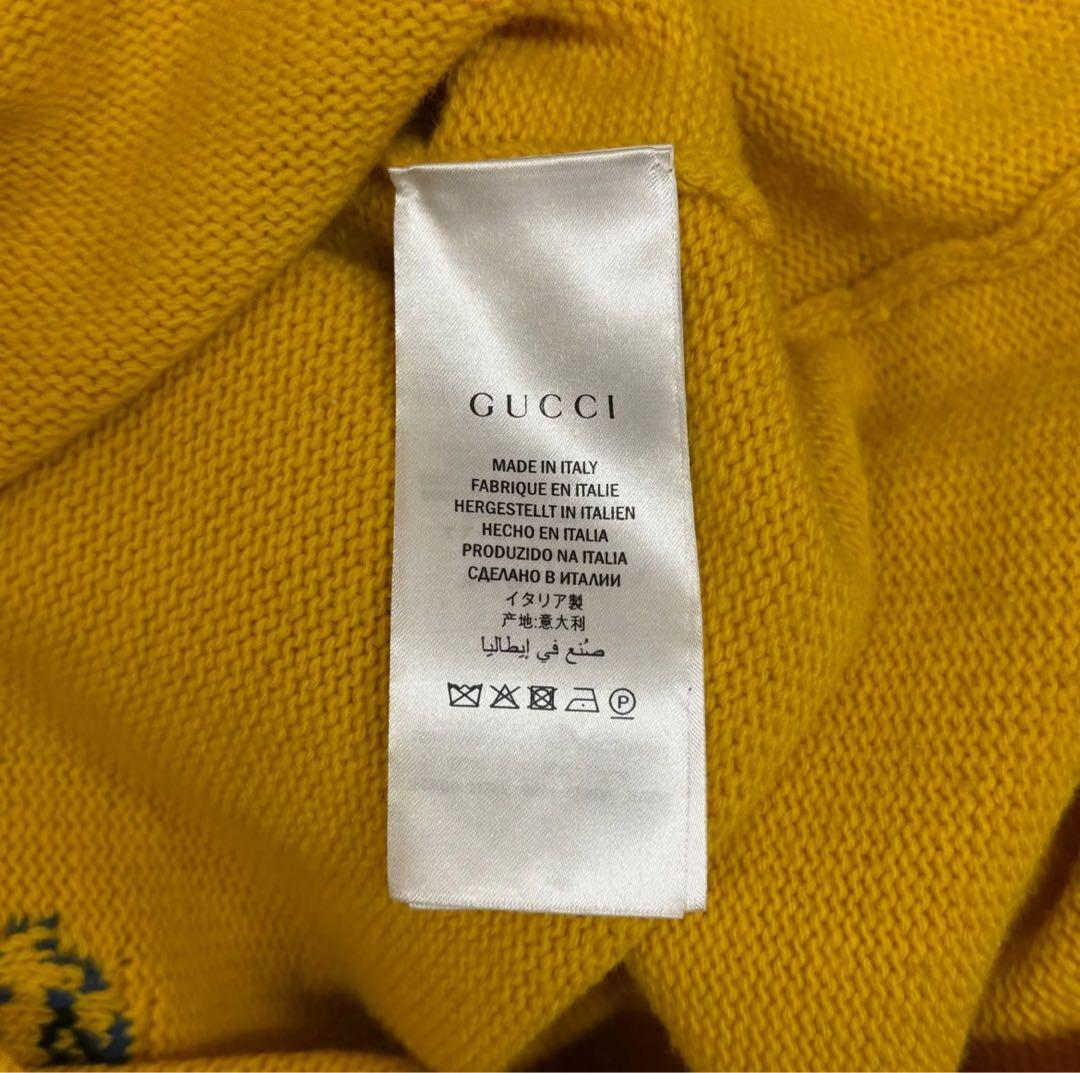 GUCCI
MADE IN ITALY
FABRIQUE EN ITALIE
HERGESTELLT IN ITALIEN
HECHO EN ITALIA
PRODUZIDO NA ITALIA
СДЕЛАНО В ИТАЛИИ
イタリア製
产地:意大利
صُنع في إيطاليا
P